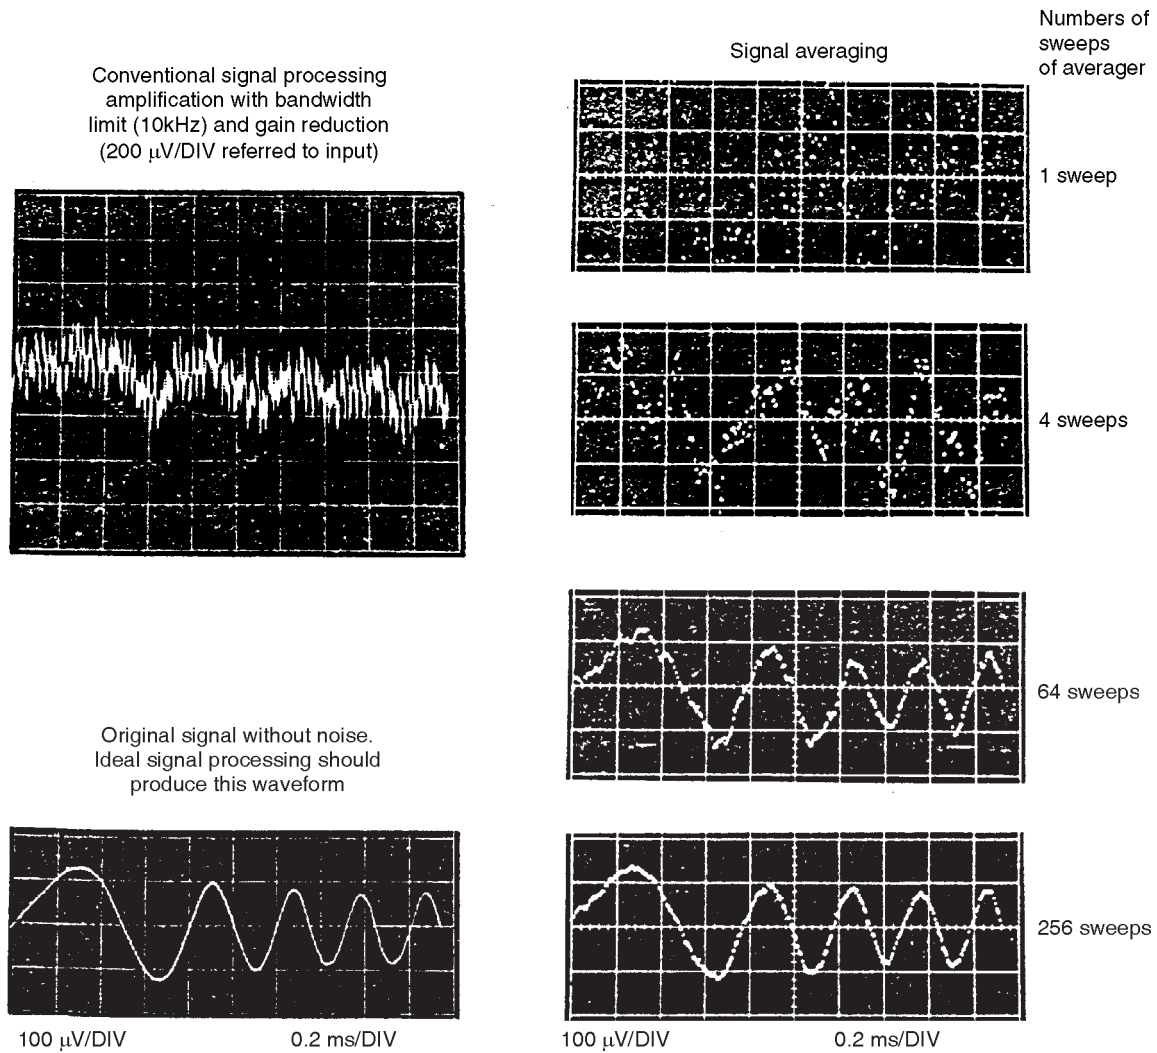 Conventional signal processing
amplification with bandwidth
limit (10kHz) and gain reduction
(200 μV/DIV referred to input)
Original signal without noise.
Ideal signal processing should
produce this waveform
100 μV/DIV
0.2 ms/DIV
Signal averaging
Numbers of
sweeps
of averager
1 sweep
4 sweeps
64 sweeps
256 sweeps
100 μV/DIV
0.2 ms/DIV